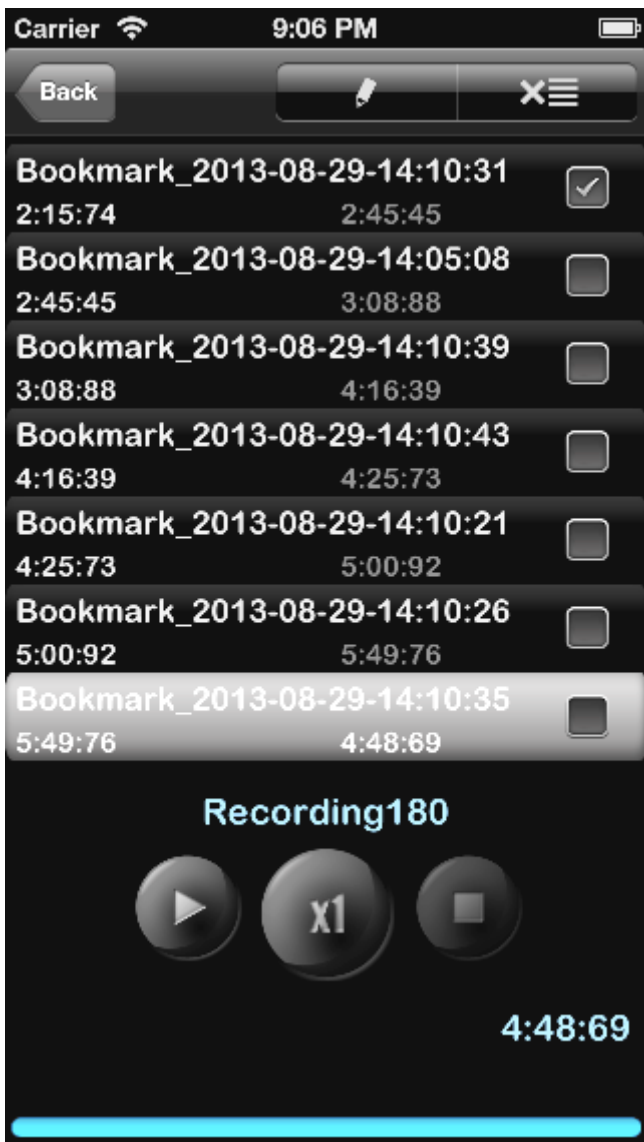 Carrier 9:06 PM
Back
Bookmark_2013-08-29-14:10:31
2:15:74 2:45:45
Bookmark_2013-08-29-14:05:08
2:45:45 3:08:88
Bookmark_2013-08-29-14:10:39
3:08:88 4:16:39
Bookmark_2013-08-29-14:10:43
4:16:39 4:25:73
Bookmark_2013-08-29-14:10:21
4:25:73 5:00:92
Bookmark_2013-08-29-14:10:26
5:00:92 5:49:76
Bookmark_2013-08-29-14:10:35
5:49:76 4:48:69
Recording180
x1
4:48:69